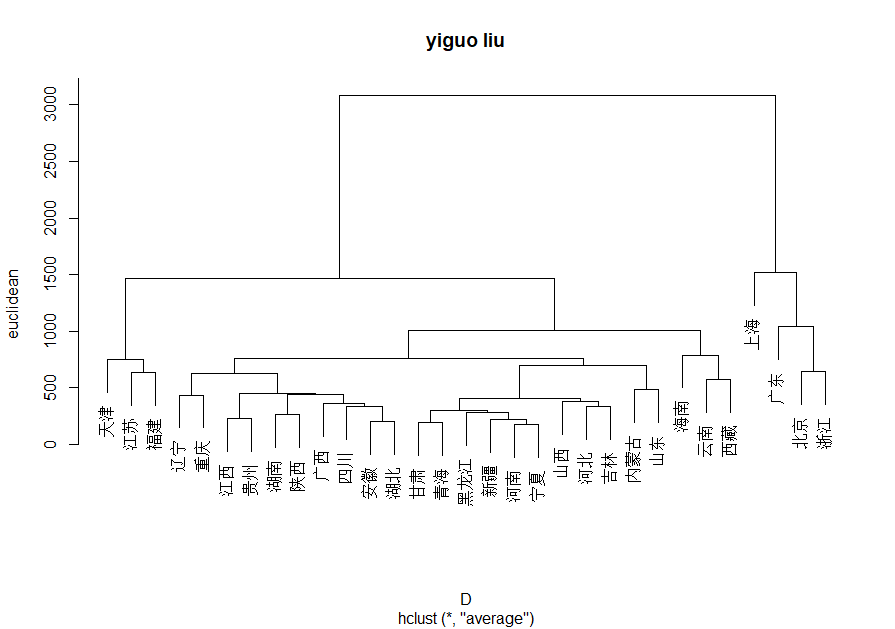 yiguo liu
euclidean
3000
2500
2000
1500
1000
500
0
天津
江苏
福建
辽宁
重庆
江西
贵州
湖南
陕西
广西
四川
安徽
湖北
甘肃
青海
黑龙江
新疆
河南
宁夏
山西
河北
吉林
内蒙古
山东
海南
云南
西藏
上海
广东
北京
浙江
D
hclust (*, "average")